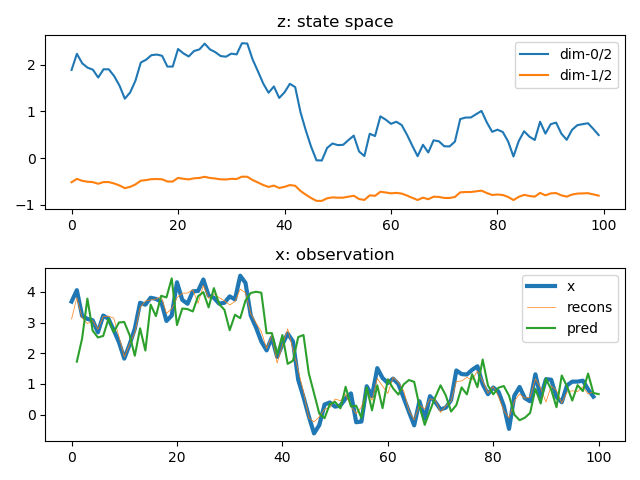 z: state space
2
1
0
−1
dim-0/2
dim-1/2
0 20 40 60 80 100
x: observation
4
3
2
1
0
x
recons
pred
0 20 40 60 80 100